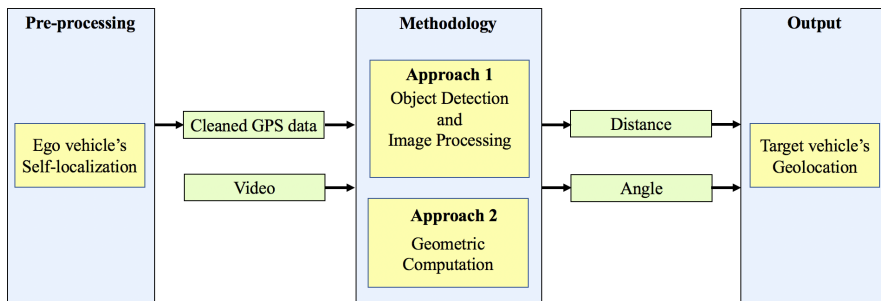 Pre-processing
Ego vehicle's
Self-localization
Cleaned GPS data
Video
Methodology
Approach 1
Object Detection
and
Image Processing
Approach 2
Geometric
Computation
Distance
Angle
Output
Target vehicle's
Geolocation